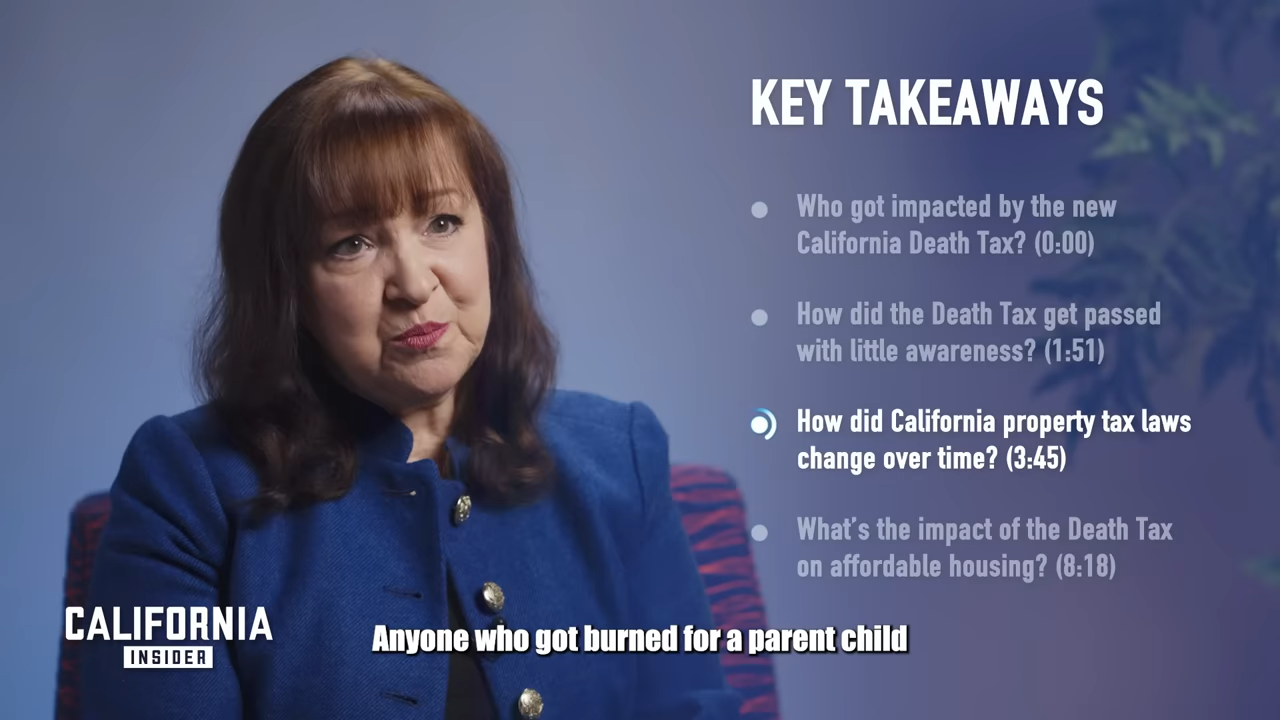 KEY TAKEAWAYS
Who got impacted by the new
California Death Tax? (0:00)
How did the Death Tax get passed
with little awareness? (1:51)
How did California property tax laws
change over time? (3:45)
What's the impact of the Death Tax
on affordable housing? (8:18)
CALIFORNIA
INSIDER
Anyone who got burned for a parent child